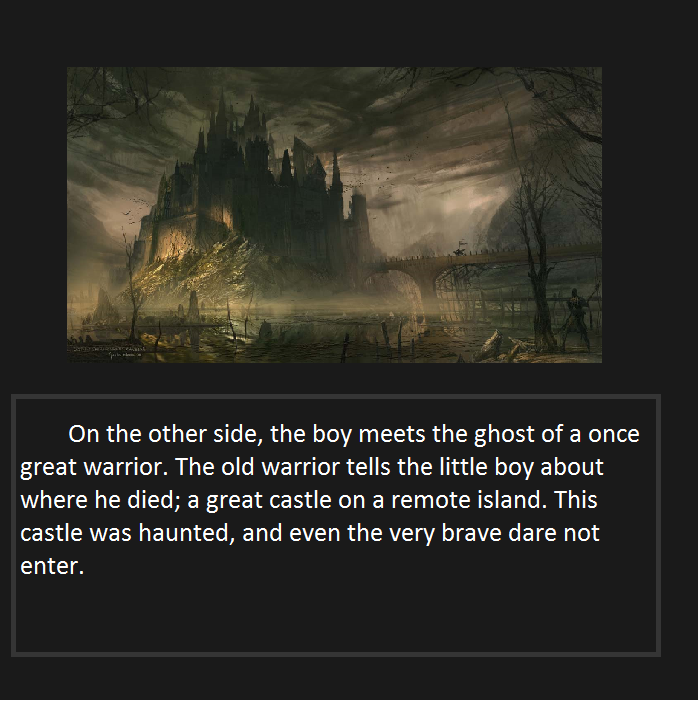 On the other side, the boy meets the ghost of a once
great warrior. The old warrior tells the little boy about
where he died; a great castle on a remote island. This
castle was haunted, and even the very brave dare not
enter.